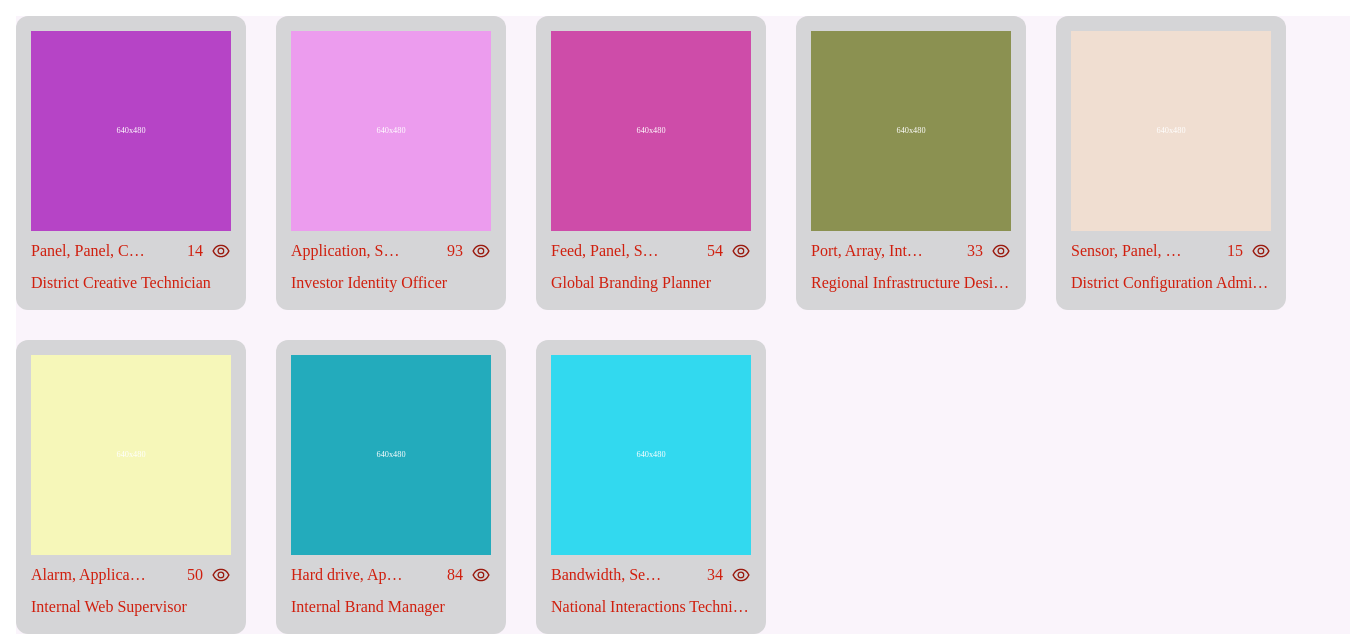 640x480
640x480
640x480
640x480
640x480
Panel, Panel, C… 14
Application, S… 93
Feed, Panel, S… 54
Port, Array, Int… 33
Sensor, Panel, … 15
District Creative Technician
Investor Identity Officer
Global Branding Planner
Regional Infrastructure Desi…
District Configuration Admi…
640x480
640x480
640x480
Alarm, Applica… 50
Hard drive, Ap… 84
Bandwidth, Se… 34
Internal Web Supervisor
Internal Brand Manager
National Interactions Techni…